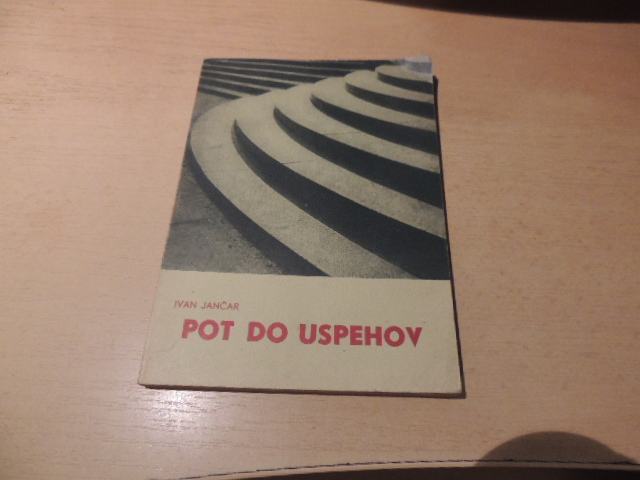 IVAN JANČAR
POT DO USPEHOV